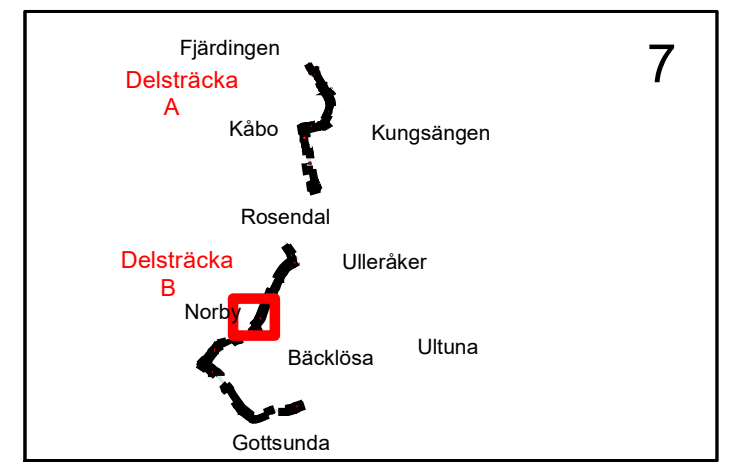 Fjärdingen
7
Delsträcka
A
Kåbo
Kungsängen
Rosendal
Delsträcka
B
Ulleråker
Norby
Ultuna
Bäcklösa
Gottsunda